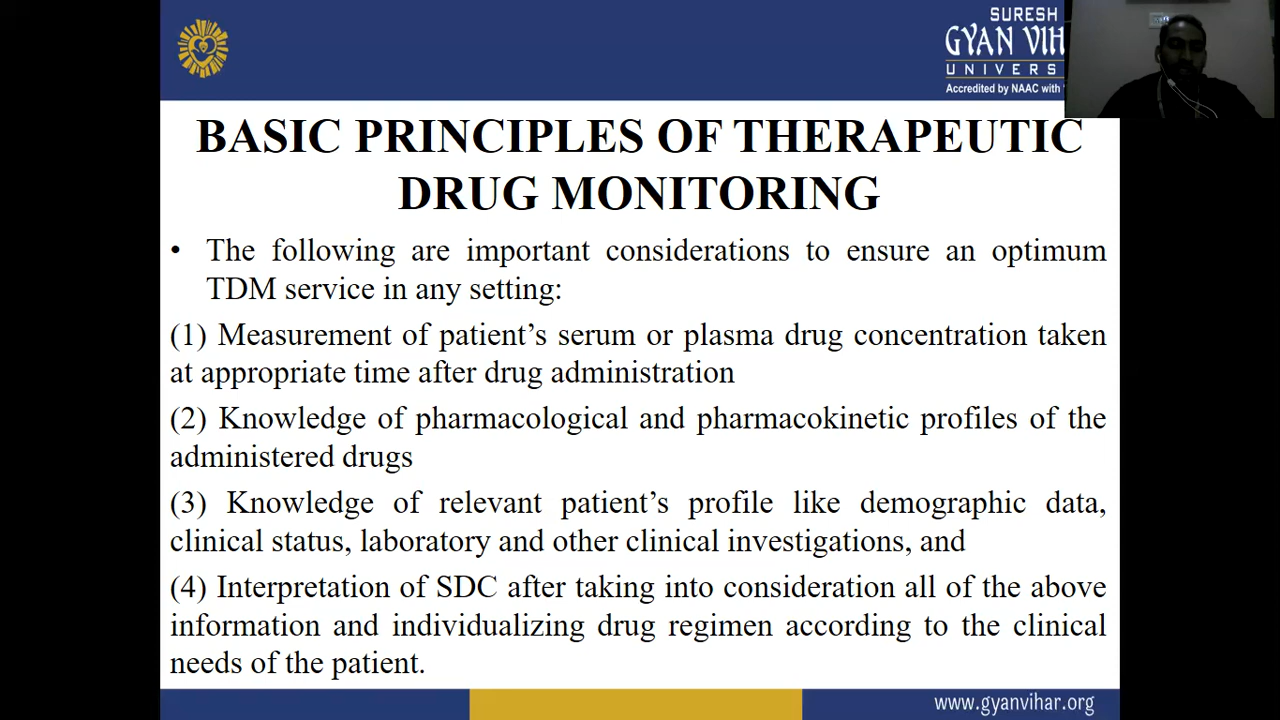 SURESH
GYAN VIH
UNIVERS
Accredited by NAAC with
BASIC PRINCIPLES OF THERAPEUTIC
DRUG MONITORING
• The following are important considerations to ensure an optimum
TDM service in any setting:
(1) Measurement of patient’s serum or plasma drug concentration taken
at appropriate time after drug administration
(2) Knowledge of pharmacological and pharmacokinetic profiles of the
administered drugs
(3) Knowledge of relevant patient’s profile like demographic data,
clinical status, laboratory and other clinical investigations, and
(4) Interpretation of SDC after taking into consideration all of the above
information and individualizing drug regimen according to the clinical
needs of the patient.
www.gyanvihar.org